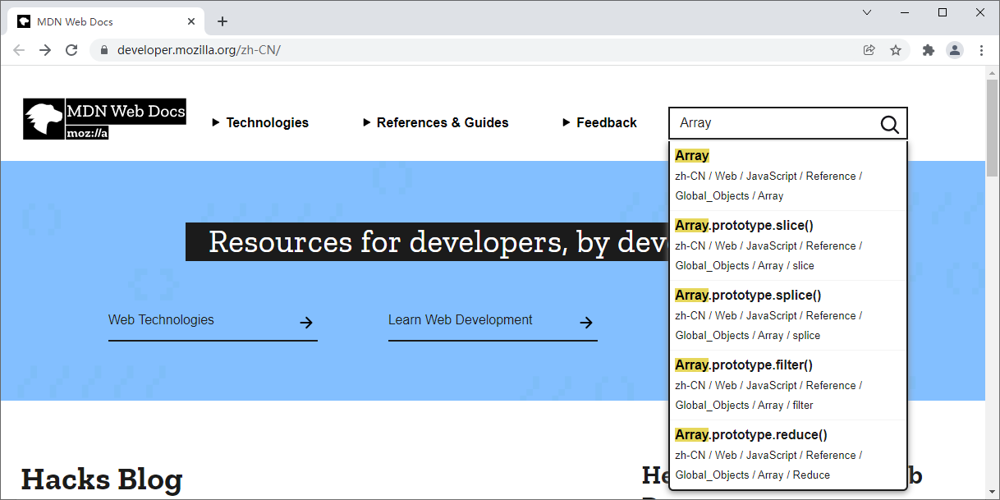 MDN Web Docs
developer.mozilla.org/zh-CN/
MDN Web Docs
moz://a
Technologies
References & Guides
Feedback
Array
Array
zh-CN / Web / JavaScript / Reference /
Global_Objects / Array
Array.prototype.slice()
zh-CN / Web / JavaScript / Reference /
Global_Objects / Array / slice
Array.prototype.splice()
zh-CN / Web / JavaScript / Reference /
Global_Objects / Array / splice
Array.prototype.filter()
zh-CN / Web / JavaScript / Reference /
Global_Objects / Array / filter
Array.prototype.reduce()
zh-CN / Web / JavaScript / Reference /
Global_Objects / Array / Reduce
Resources for developers, by dev
Web Technologies
Learn Web Development
Hacks Blog